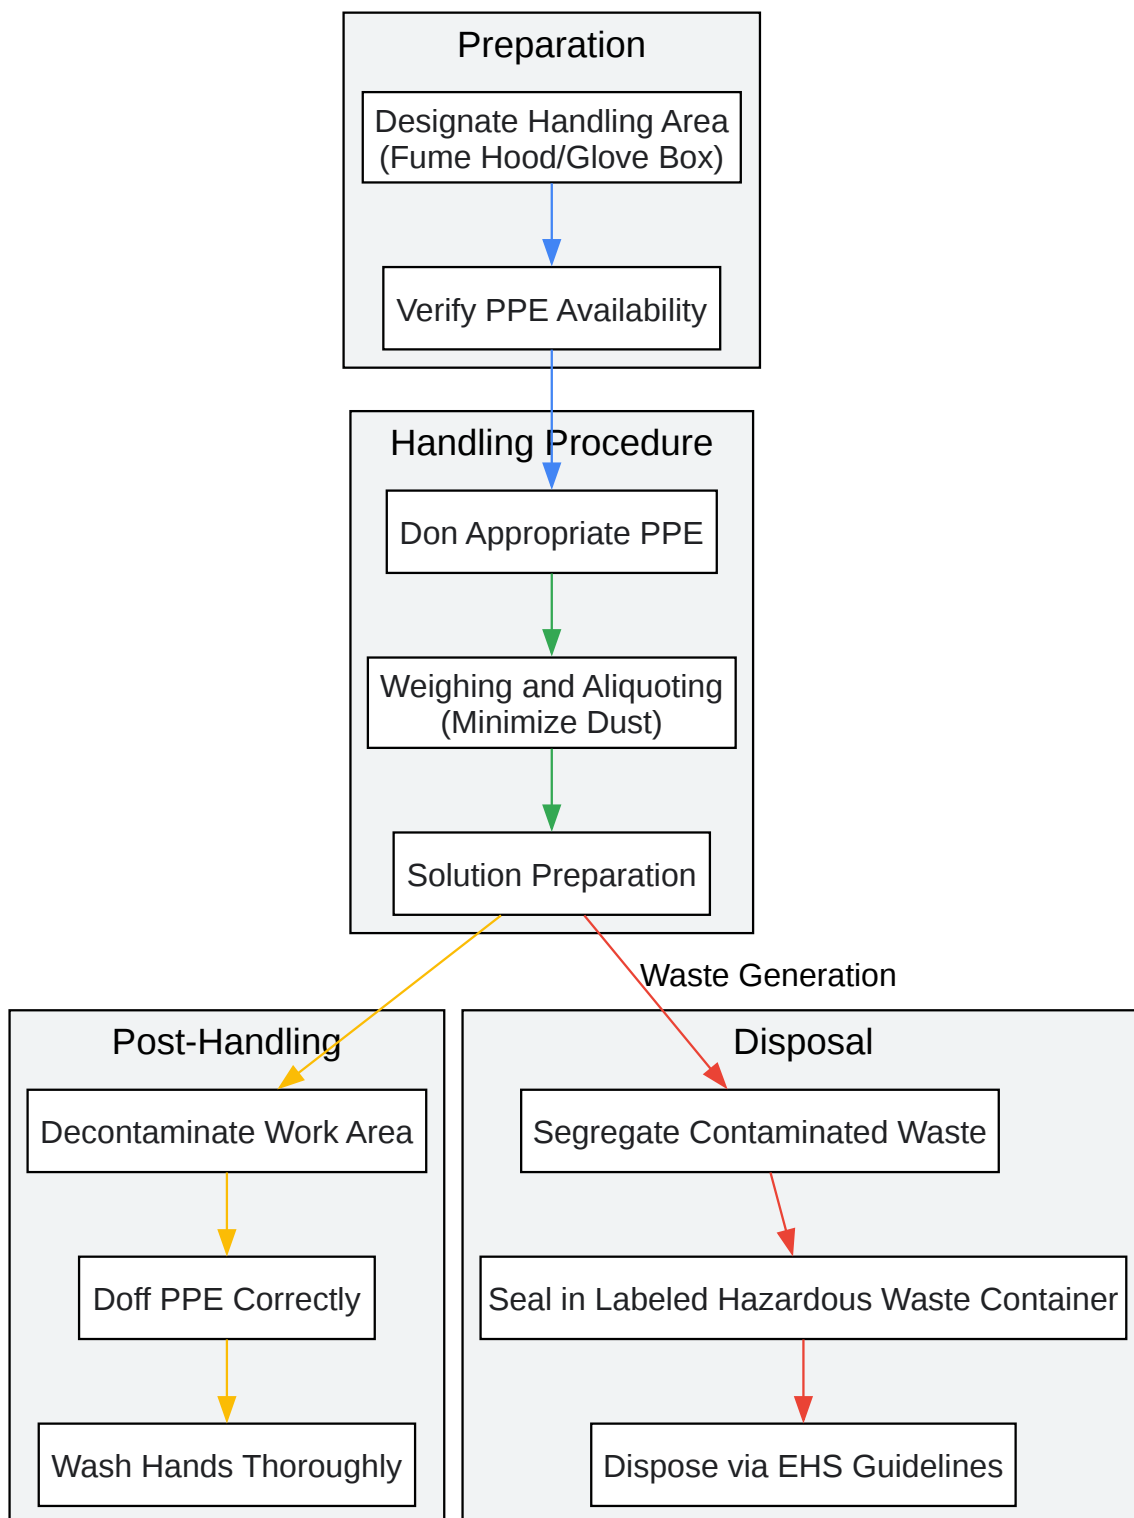 Preparation
Designate Handling Area
(Fume Hood/Glove Box)
Verify PPE Availability
Handling Procedure
Don Appropriate PPE
Weighing and Aliquoting
(Minimize Dust)
Solution Preparation
Waste Generation
Post-Handling
Decontaminate Work Area
Doff PPE Correctly
Wash Hands Thoroughly
Disposal
Segregate Contaminated Waste
Seal in Labeled Hazardous Waste Container
Dispose via EHS Guidelines